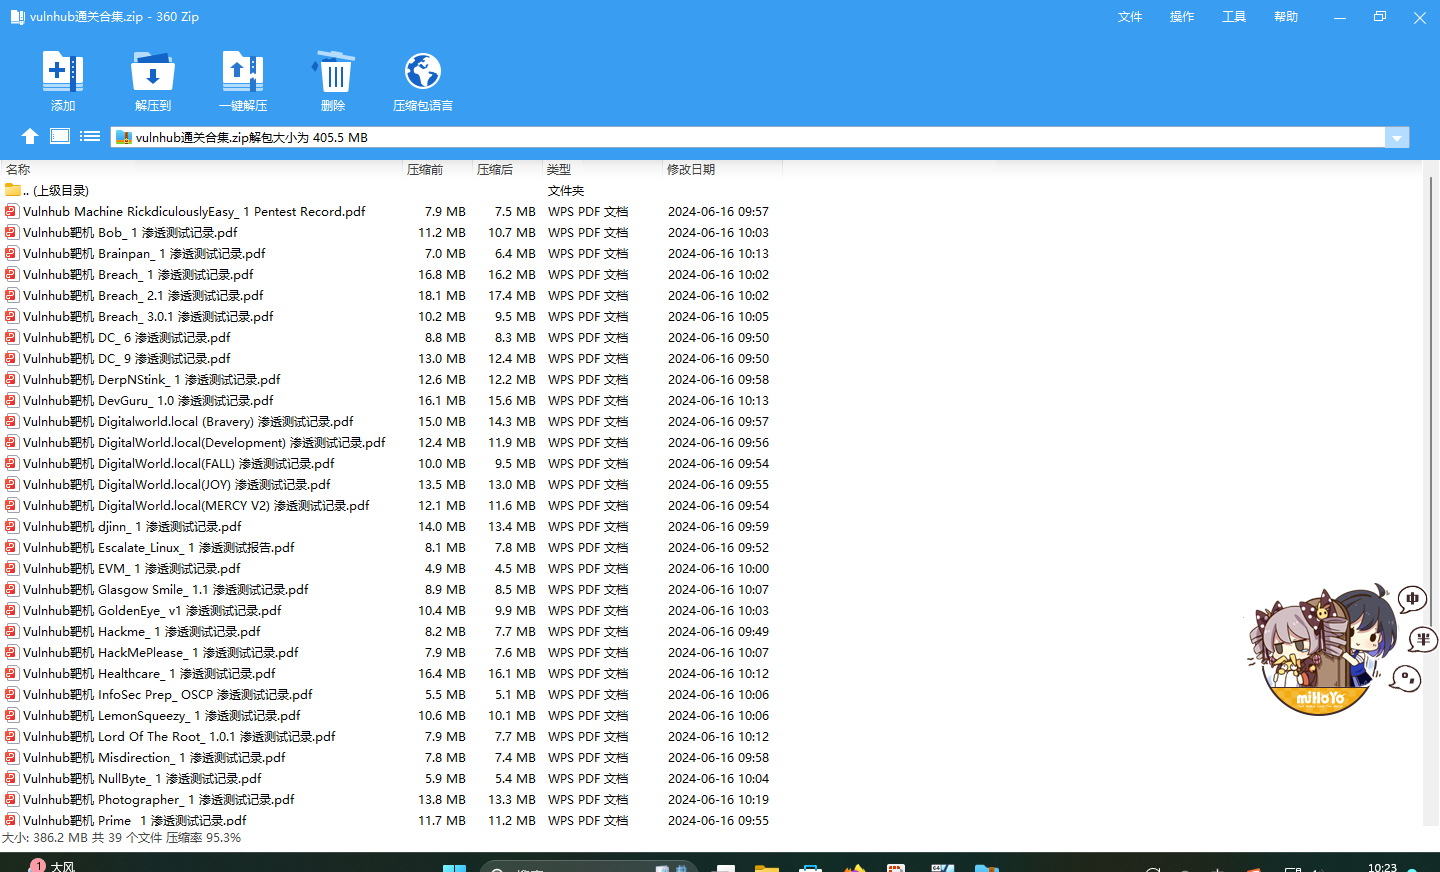 vulnhub通关合集.zip - 360 Zip
文件 操作 工具 帮助
添加 解压到 一键解压 删除 压缩包语言
vulnhub通关合集.zip解包大小为 405.5 MB
名称 压缩前 压缩后 类型 修改日期
.. (上级目录) 文件夹
Vulnhub Machine RickdiculouslyEasy_ 1 Pentest Record.pdf 7.9 MB 7.5 MB WPS PDF 文档 2024-06-16 09:57
Vulnhub靶机 Bob_ 1 渗透测试记录.pdf 11.2 MB 10.7 MB WPS PDF 文档 2024-06-16 10:03
Vulnhub靶机 Brainpan_ 1 渗透测试记录.pdf 7.0 MB 6.4 MB WPS PDF 文档 2024-06-16 10:13
Vulnhub靶机 Breach_ 1 渗透测试记录.pdf 16.8 MB 16.2 MB WPS PDF 文档 2024-06-16 10:02
Vulnhub靶机 Breach_ 2.1 渗透测试记录.pdf 18.1 MB 17.4 MB WPS PDF 文档 2024-06-16 10:02
Vulnhub靶机 Breach_ 3.0.1 渗透测试记录.pdf 10.2 MB 9.5 MB WPS PDF 文档 2024-06-16 10:05
Vulnhub靶机 DC_ 6 渗透测试记录.pdf 8.8 MB 8.3 MB WPS PDF 文档 2024-06-16 09:50
Vulnhub靶机 DC_ 9 渗透测试记录.pdf 13.0 MB 12.4 MB WPS PDF 文档 2024-06-16 09:50
Vulnhub靶机 DerpNStink_ 1 渗透测试记录.pdf 12.6 MB 12.2 MB WPS PDF 文档 2024-06-16 09:58
Vulnhub靶机 DevGuru_ 1.0 渗透测试记录.pdf 16.1 MB 15.6 MB WPS PDF 文档 2024-06-16 10:13
Vulnhub靶机 Digitalworld.local (Bravery) 渗透测试记录.pdf 15.0 MB 14.3 MB WPS PDF 文档 2024-06-16 09:57
Vulnhub靶机 DigitalWorld.local(Development) 渗透测试记录.pdf 12.4 MB 11.9 MB WPS PDF 文档 2024-06-16 09:56
Vulnhub靶机 DigitalWorld.local(FALL) 渗透测试记录.pdf 10.0 MB 9.5 MB WPS PDF 文档 2024-06-16 09:54
Vulnhub靶机 DigitalWorld.local(JOY) 渗透测试记录.pdf 13.5 MB 13.0 MB WPS PDF 文档 2024-06-16 09:55
Vulnhub靶机 DigitalWorld.local(MERCY V2) 渗透测试记录.pdf 12.1 MB 11.6 MB WPS PDF 文档 2024-06-16 09:54
Vulnhub靶机 djinn_ 1 渗透测试记录.pdf 14.0 MB 13.4 MB WPS PDF 文档 2024-06-16 09:59
Vulnhub靶机 Escalate_Linux_ 1 渗透测试报告.pdf 8.1 MB 7.8 MB WPS PDF 文档 2024-06-16 09:52
Vulnhub靶机 EVM_ 1 渗透测试记录.pdf 4.9 MB 4.5 MB WPS PDF 文档 2024-06-16 10:00
Vulnhub靶机 Glasgow Smile_ 1.1 渗透测试记录.pdf 8.9 MB 8.5 MB WPS PDF 文档 2024-06-16 10:07
Vulnhub靶机 GoldenEye_ v1 渗透测试记录.pdf 10.4 MB 9.9 MB WPS PDF 文档 2024-06-16 10:03
Vulnhub靶机 Hackme_ 1 渗透测试记录.pdf 8.2 MB 7.7 MB WPS PDF 文档 2024-06-16 09:49
Vulnhub靶机 HackMePlease_ 1 渗透测试记录.pdf 7.9 MB 7.6 MB WPS PDF 文档 2024-06-16 10:07
Vulnhub靶机 Healthcare_ 1 渗透测试记录.pdf 16.4 MB 16.1 MB WPS PDF 文档 2024-06-16 10:12
Vulnhub靶机 InfoSec Prep_ OSCP 渗透测试记录.pdf 5.5 MB 5.1 MB WPS PDF 文档 2024-06-16 10:06
Vulnhub靶机 LemonSqueezy_ 1 渗透测试记录.pdf 10.6 MB 10.1 MB WPS PDF 文档 2024-06-16 10:06
Vulnhub靶机 Lord Of The Root_ 1.0.1 渗透测试记录.pdf 7.9 MB 7.7 MB WPS PDF 文档 2024-06-16 10:12
Vulnhub靶机 Misdirection_ 1 渗透测试记录.pdf 7.8 MB 7.4 MB WPS PDF 文档 2024-06-16 09:58
Vulnhub靶机 NullByte_ 1 渗透测试记录.pdf 5.9 MB 5.4 MB WPS PDF 文档 2024-06-16 10:04
Vulnhub靶机 Photographer_ 1 渗透测试记录.pdf 13.8 MB 13.3 MB WPS PDF 文档 2024-06-16 10:19
Vulnhub靶机 Prime_ 1 渗透测试记录.pdf 11.7 MB 11.2 MB WPS PDF 文档 2024-06-16 09:55
中
半
miHoYo
大小: 386.2 MB 共 39 个文件 压缩率 95.3%
1 大风
10:23